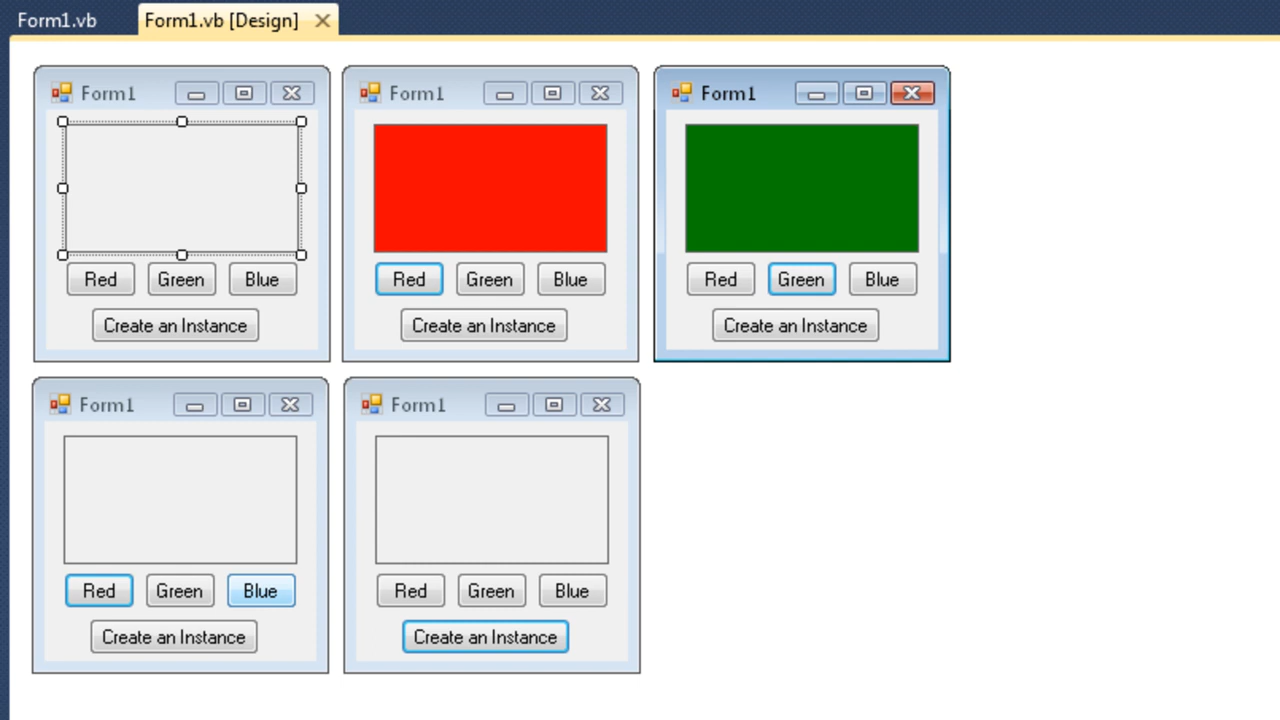 Form1.vb Form1.vb [Design]
Form1 Form1 Form1
Red Green Blue Red Green Blue Red Green Blue
Create an Instance Create an Instance Create an Instance
Form1 Form1
Red Green Blue Red Green Blue
Create an Instance Create an Instance